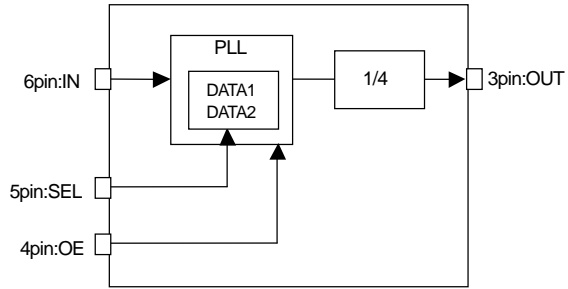 PLL
6pin:IN
DATA1
DATA2
1/4
3pin:OUT
5pin:SEL
4pin:OE